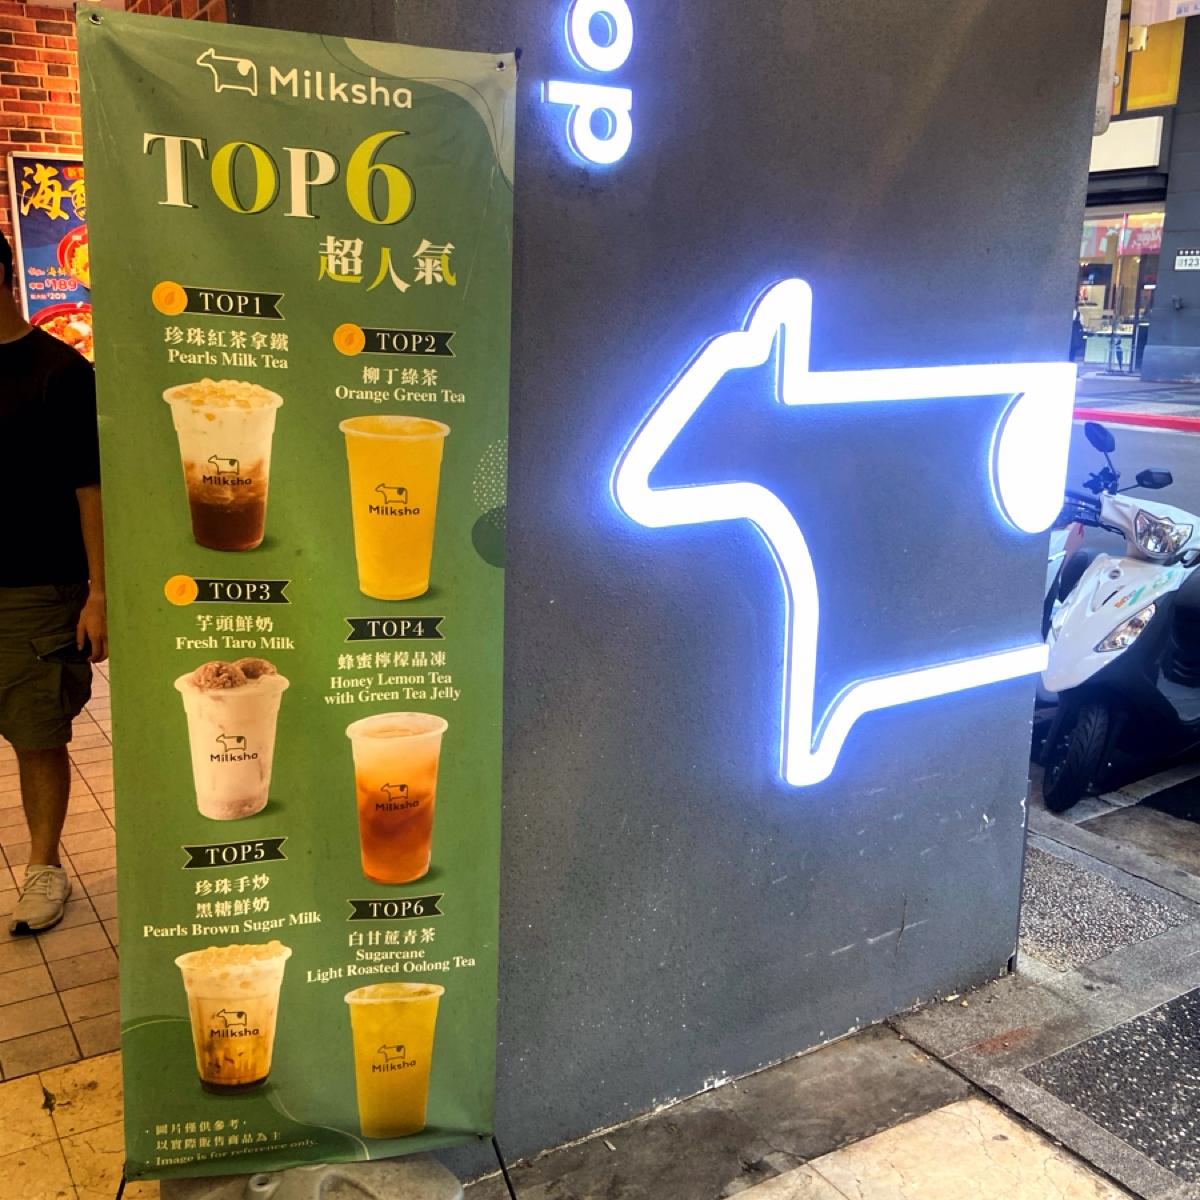 Milksha
TOP6
超人氣
TOP1
珍珠紅茶拿鐵
Pearls Milk Tea
Milksha
TOP2
柳丁綠茶
Orange Green Tea
Milksha
TOP3
芋頭鮮奶
Fresh Taro Milk
Milksha
TOP4
蜂蜜檸檬晶凍
Honey Lemon Tea
with Green Tea Jelly
Milksha
TOP5
珍珠手炒
黑糖鮮奶
Pearls Brown Sugar Milk
Milksha
TOP6
白甘蔗青茶
Sugarcane
Light Roasted Oolong Tea
Milksha
・圖片僅供參考，
以實際販售商品為主
・Image is for reference only.
do
海
$189
$209
123